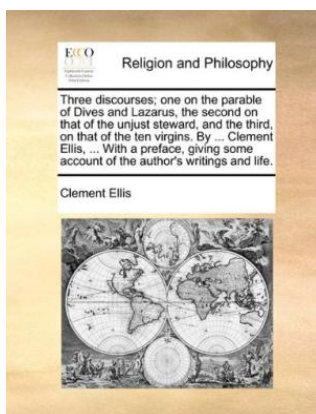 ECCO
Religion and Philosophy
Three discourses; one on the parable
of Dives and Lazarus, the second on
that of the unjust steward, and the third,
on that of the ten virgins. By ... Clement
Ellis, ... With a preface, giving some
account of the author's writings and life.
Clement Ellis